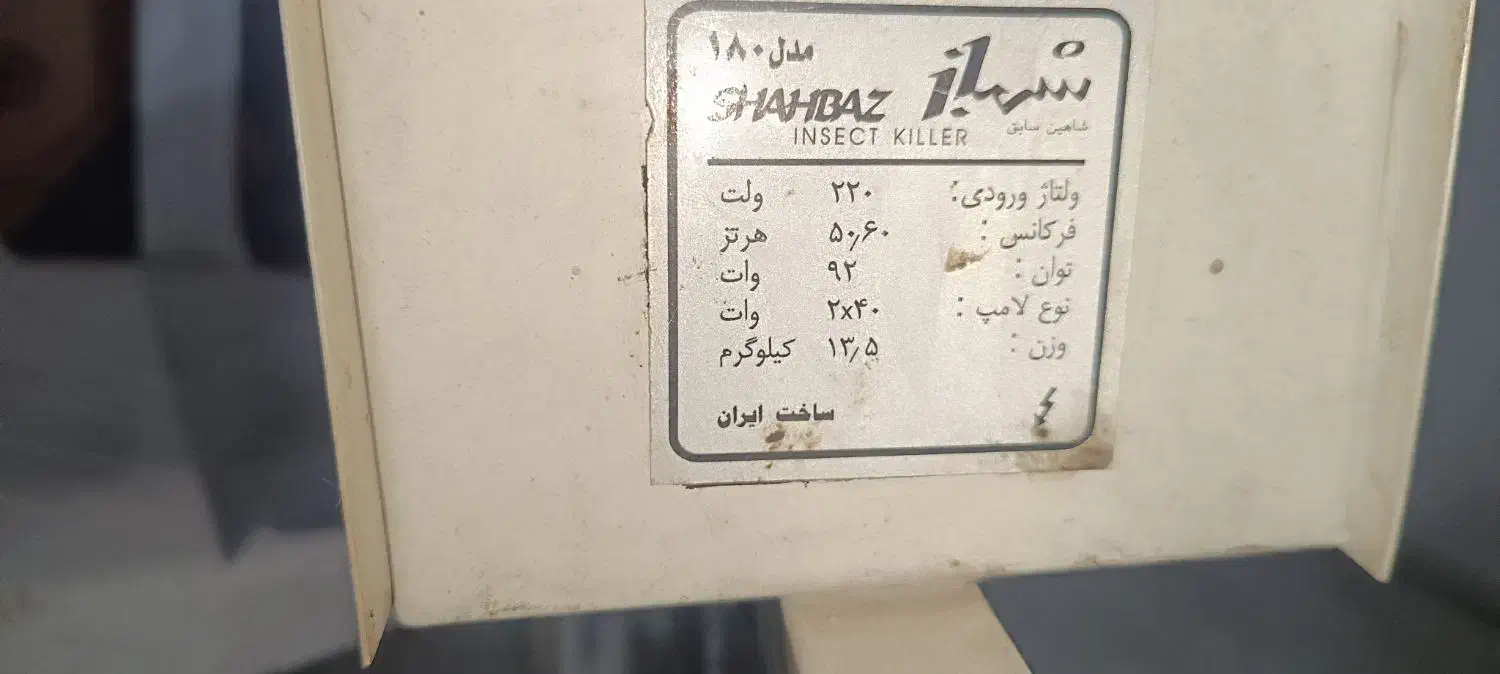 شهباز
مدل ۱۸۰
SHAHBAZ
شاهین سابق
INSECT KILLER
ولتاژ ورودی: ۲۲۰ ولت
فرکانس : ۵۰٫۶۰ هرتز
توان : ۹۲ وات
نوع لامپ : ۲x۴۰ وات
وزن : ۱۳٫۵ کیلوگرم
ساخت ایران